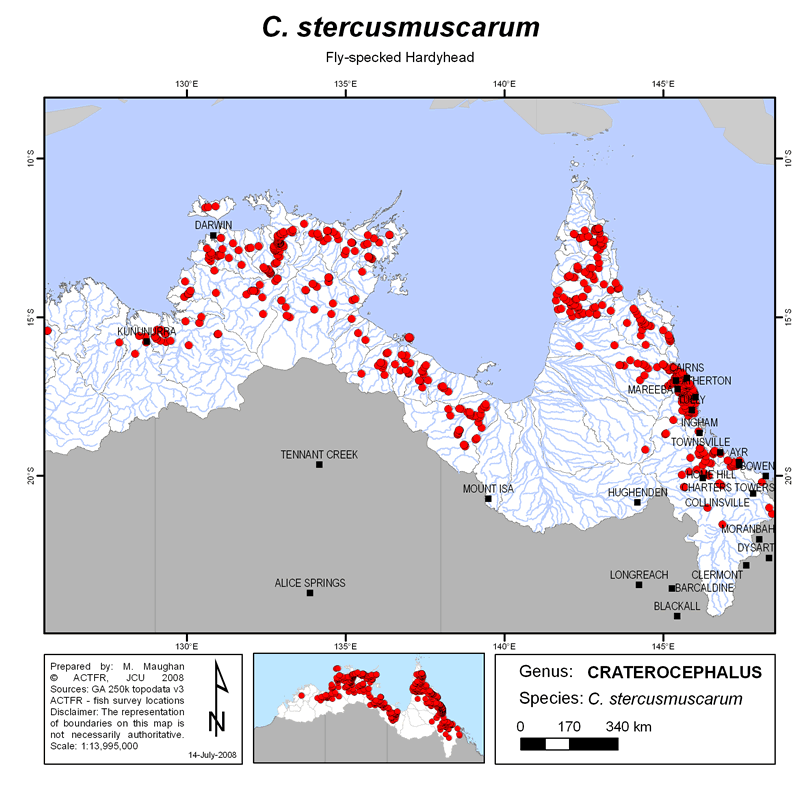 C. stercusmuscarum
Fly-specked Hardyhead
130°E 135°E 140°E 145°E
10°S 10°S
DARWIN
15°S 15°S
KUNUNURRA
CAIRNS
MAREEBA ATHERTON
TULLY
INGHAM
TOWNSVILLE
AYR
TENNANT CREEK
20°S BOWEN 20°S
HOME HILL
MOUNT ISA CHARTERS TOWERS
HUGHENDEN
COLLINSVILLE
MORANBAH
DYSART
ALICE SPRINGS LONGREACH CLERMONT
BARCALDINE
BLACKALL
130°E 135°E 140°E 145°E
Prepared by: M. Maughan
© ACTFR, JCU 2008
Sources: GA 250k topodata v3
ACTFR - fish survey locations
Disclaimer: The representation
of boundaries on this map is
not necessarily authoritative.
Scale: 1:13,995,000
N
14-July-2008
Genus: CRATEROCEPHALUS
Species: C. stercusmuscarum
0 170 340 km